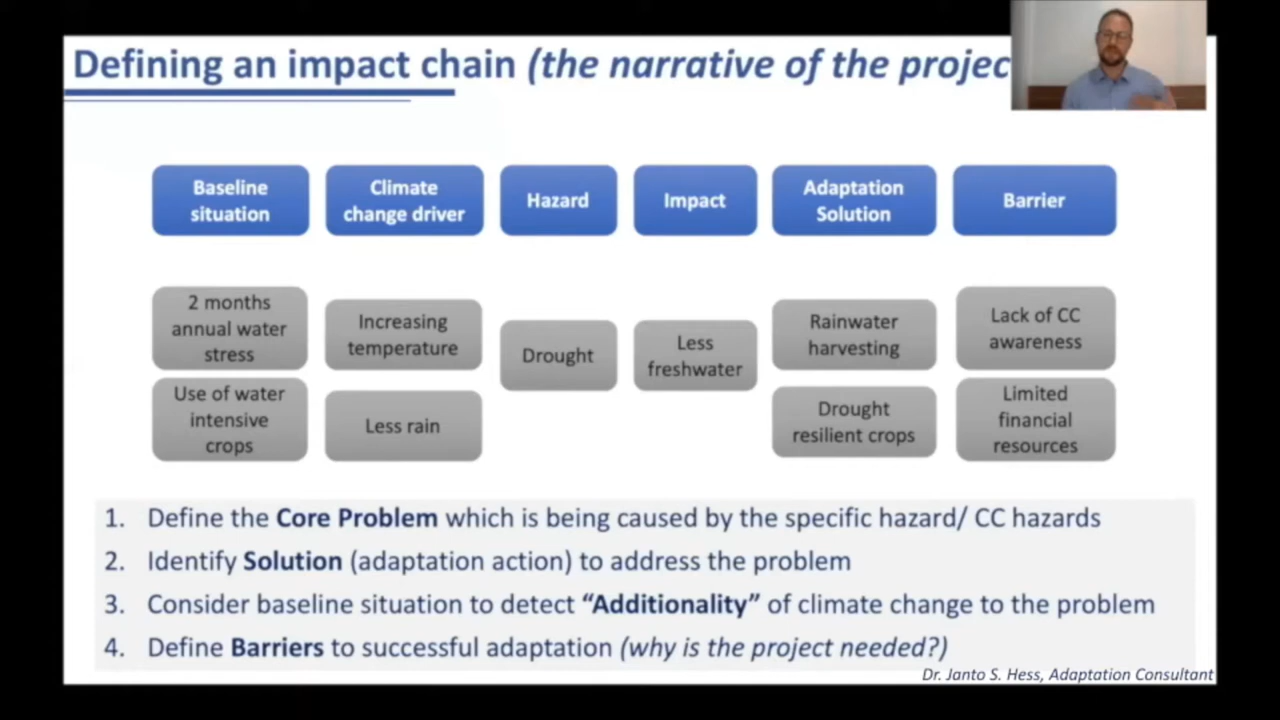 Defining an impact chain (the narrative of the projec
Baseline
situation
Climate
change driver
Hazard
Impact
Adaptation
Solution
Barrier
2 months
annual water
stress
Increasing
temperature
Drought
Less
freshwater
Rainwater
harvesting
Lack of CC
awareness
Use of water
intensive
crops
Less rain
Drought
resilient crops
Limited
financial
resources
1. Define the Core Problem which is being caused by the specific hazard/ CC hazards
2. Identify Solution (adaptation action) to address the problem
3. Consider baseline situation to detect “Additionality” of climate change to the problem
4. Define Barriers to successful adaptation (why is the project needed?)
Dr. Janto S. Hess, Adaptation Consultant